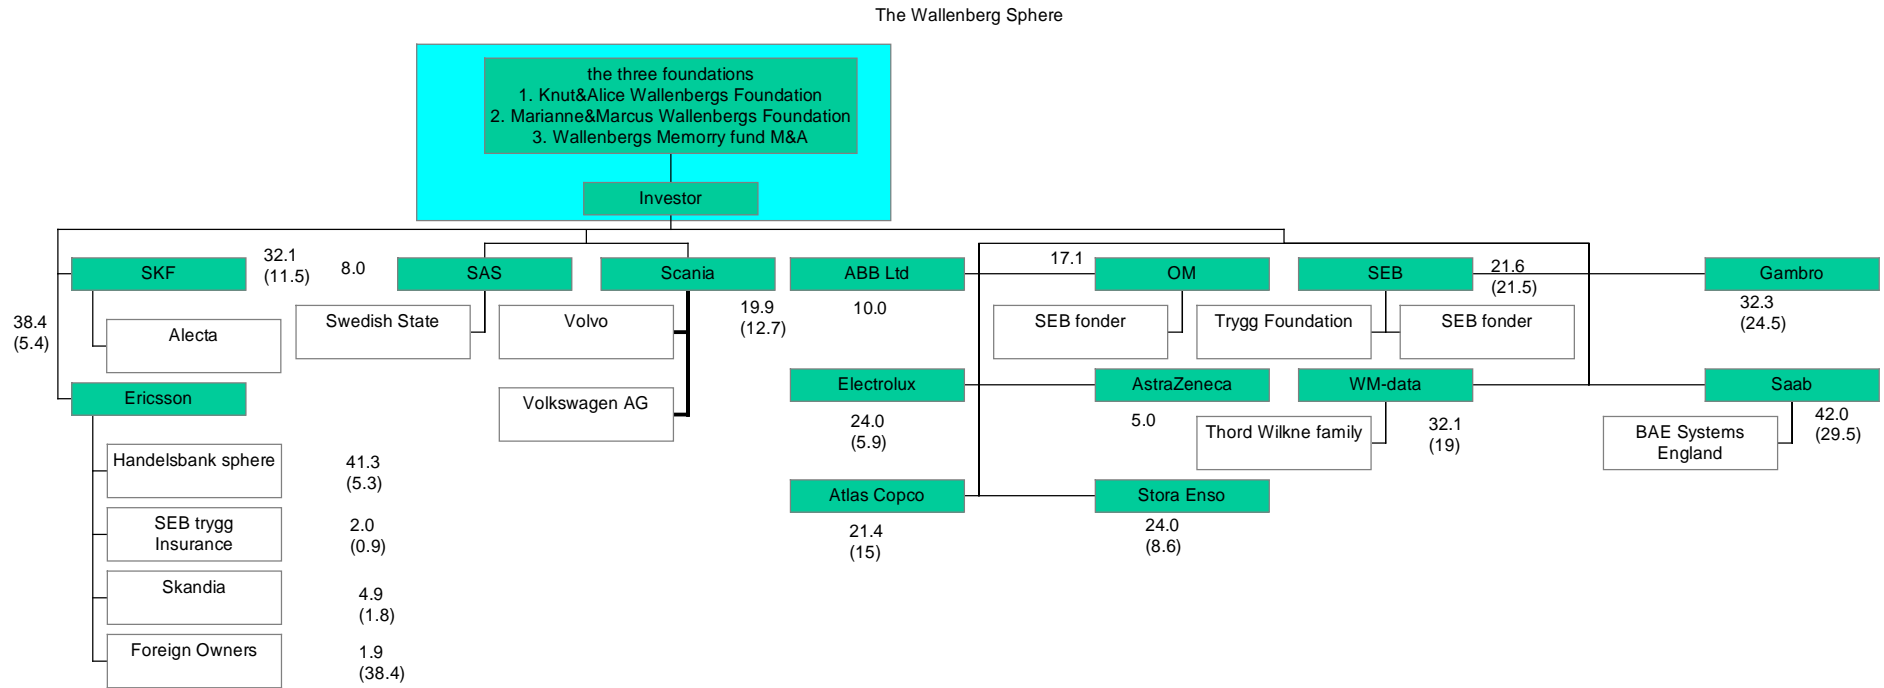 The Wallenberg Sphere
the three foundations
1. Knut&Alice Wallenbergs Foundation
2. Marianne&Marcus Wallenbergs Foundation
3. Wallenbergs Memorry fund M&A
Investor
SKF
32.1
(11.5)
8.0
SAS
Scania
ABB Ltd
17.1
OM
SEB
21.6
(21.5)
Gambro
38.4
(5.4)
Alecta
Swedish State
Volvo
19.9
(12.7)
10.0
SEB fonder
Trygg Foundation
SEB fonder
32.3
(24.5)
Ericsson
Volkswagen AG
Electrolux
AstraZeneca
WM-data
Saab
24.0
(5.9)
5.0
Thord Wilkne family
32.1
(19)
BAE Systems
England
42.0
(29.5)
Handelsbank sphere
41.3
(5.3)
Atlas Copco
Stora Enso
21.4
(15)
24.0
(8.6)
SEB trygg
Insurance
2.0
(0.9)
Skandia
4.9
(1.8)
Foreign Owners
1.9
(38.4)